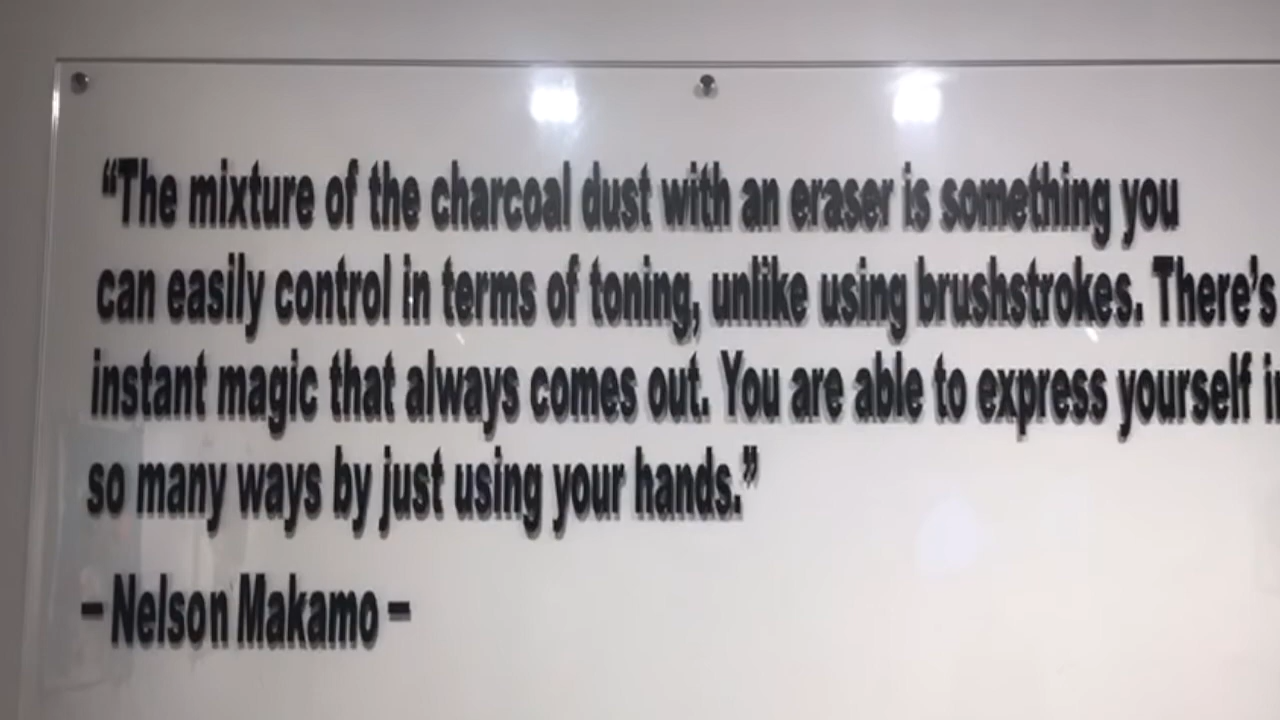 “The mixture of the charcoal dust with an eraser is something you
can easily control in terms of toning, unlike using brushstrokes. There’s
instant magic that always comes out. You are able to express yourself
so many ways by just using your hands.”
– Nelson Makamo –